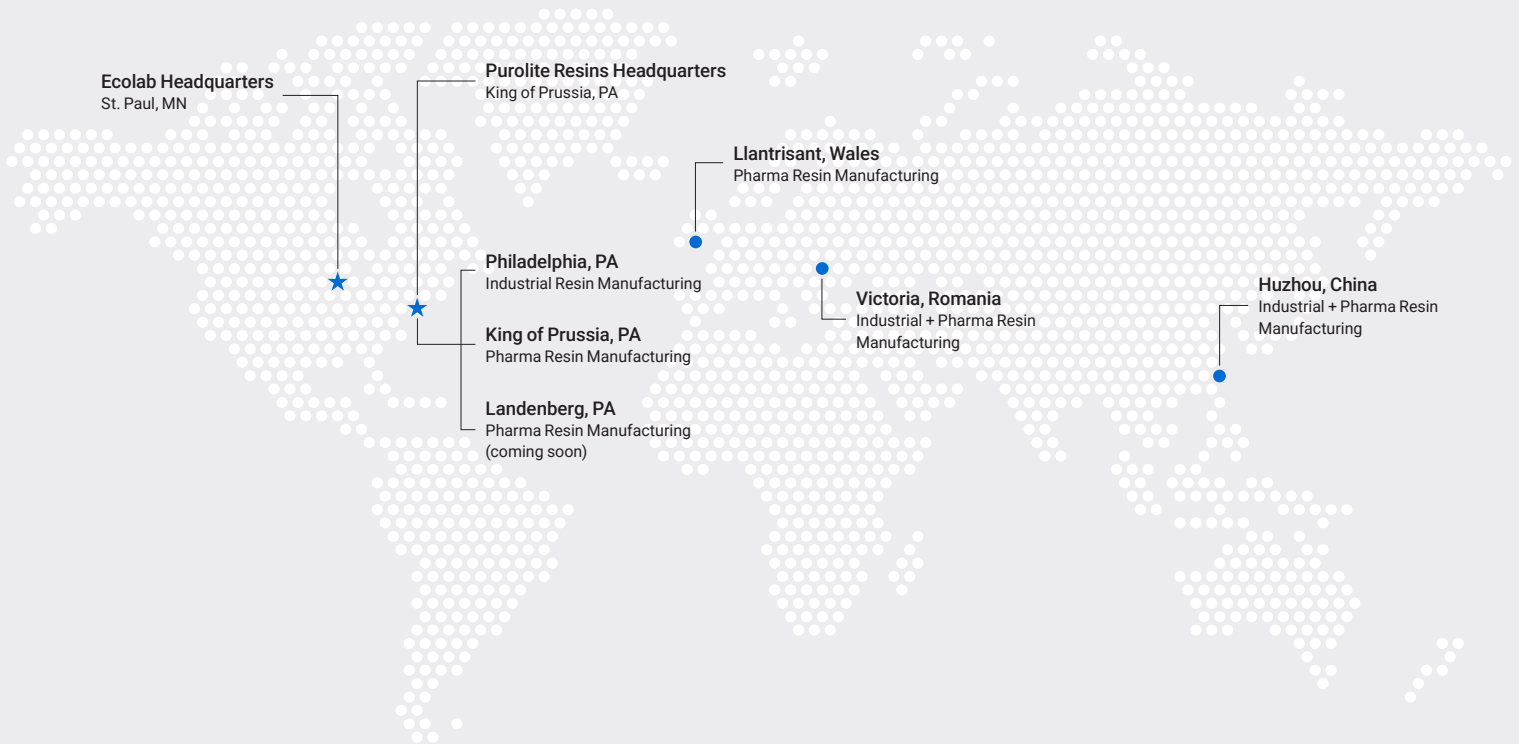 Ecolab Headquarters
St. Paul, MN
Purolite Resins Headquarters
King of Prussia, PA
Llantrisant, Wales
Pharma Resin Manufacturing
Philadelphia, PA
Industrial Resin Manufacturing
King of Prussia, PA
Pharma Resin Manufacturing
Landenberg, PA
Pharma Resin Manufacturing
(coming soon)
Victoria, Romania
Industrial + Pharma Resin
Manufacturing
Huzhou, China
Industrial + Pharma Resin
Manufacturing